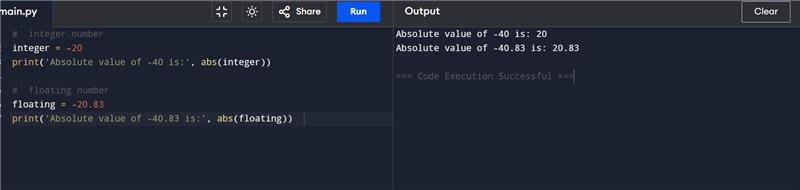 main.py
Share
Run
Output
Clear
# integer number
integer = -20
print('Absolute value of -40 is:', abs(integer))
# floating number
floating = -20.83
print('Absolute value of -40.83 is:', abs(floating))
Absolute value of -40 is: 20
Absolute value of -40.83 is: 20.83
=== Code Execution Successful ===